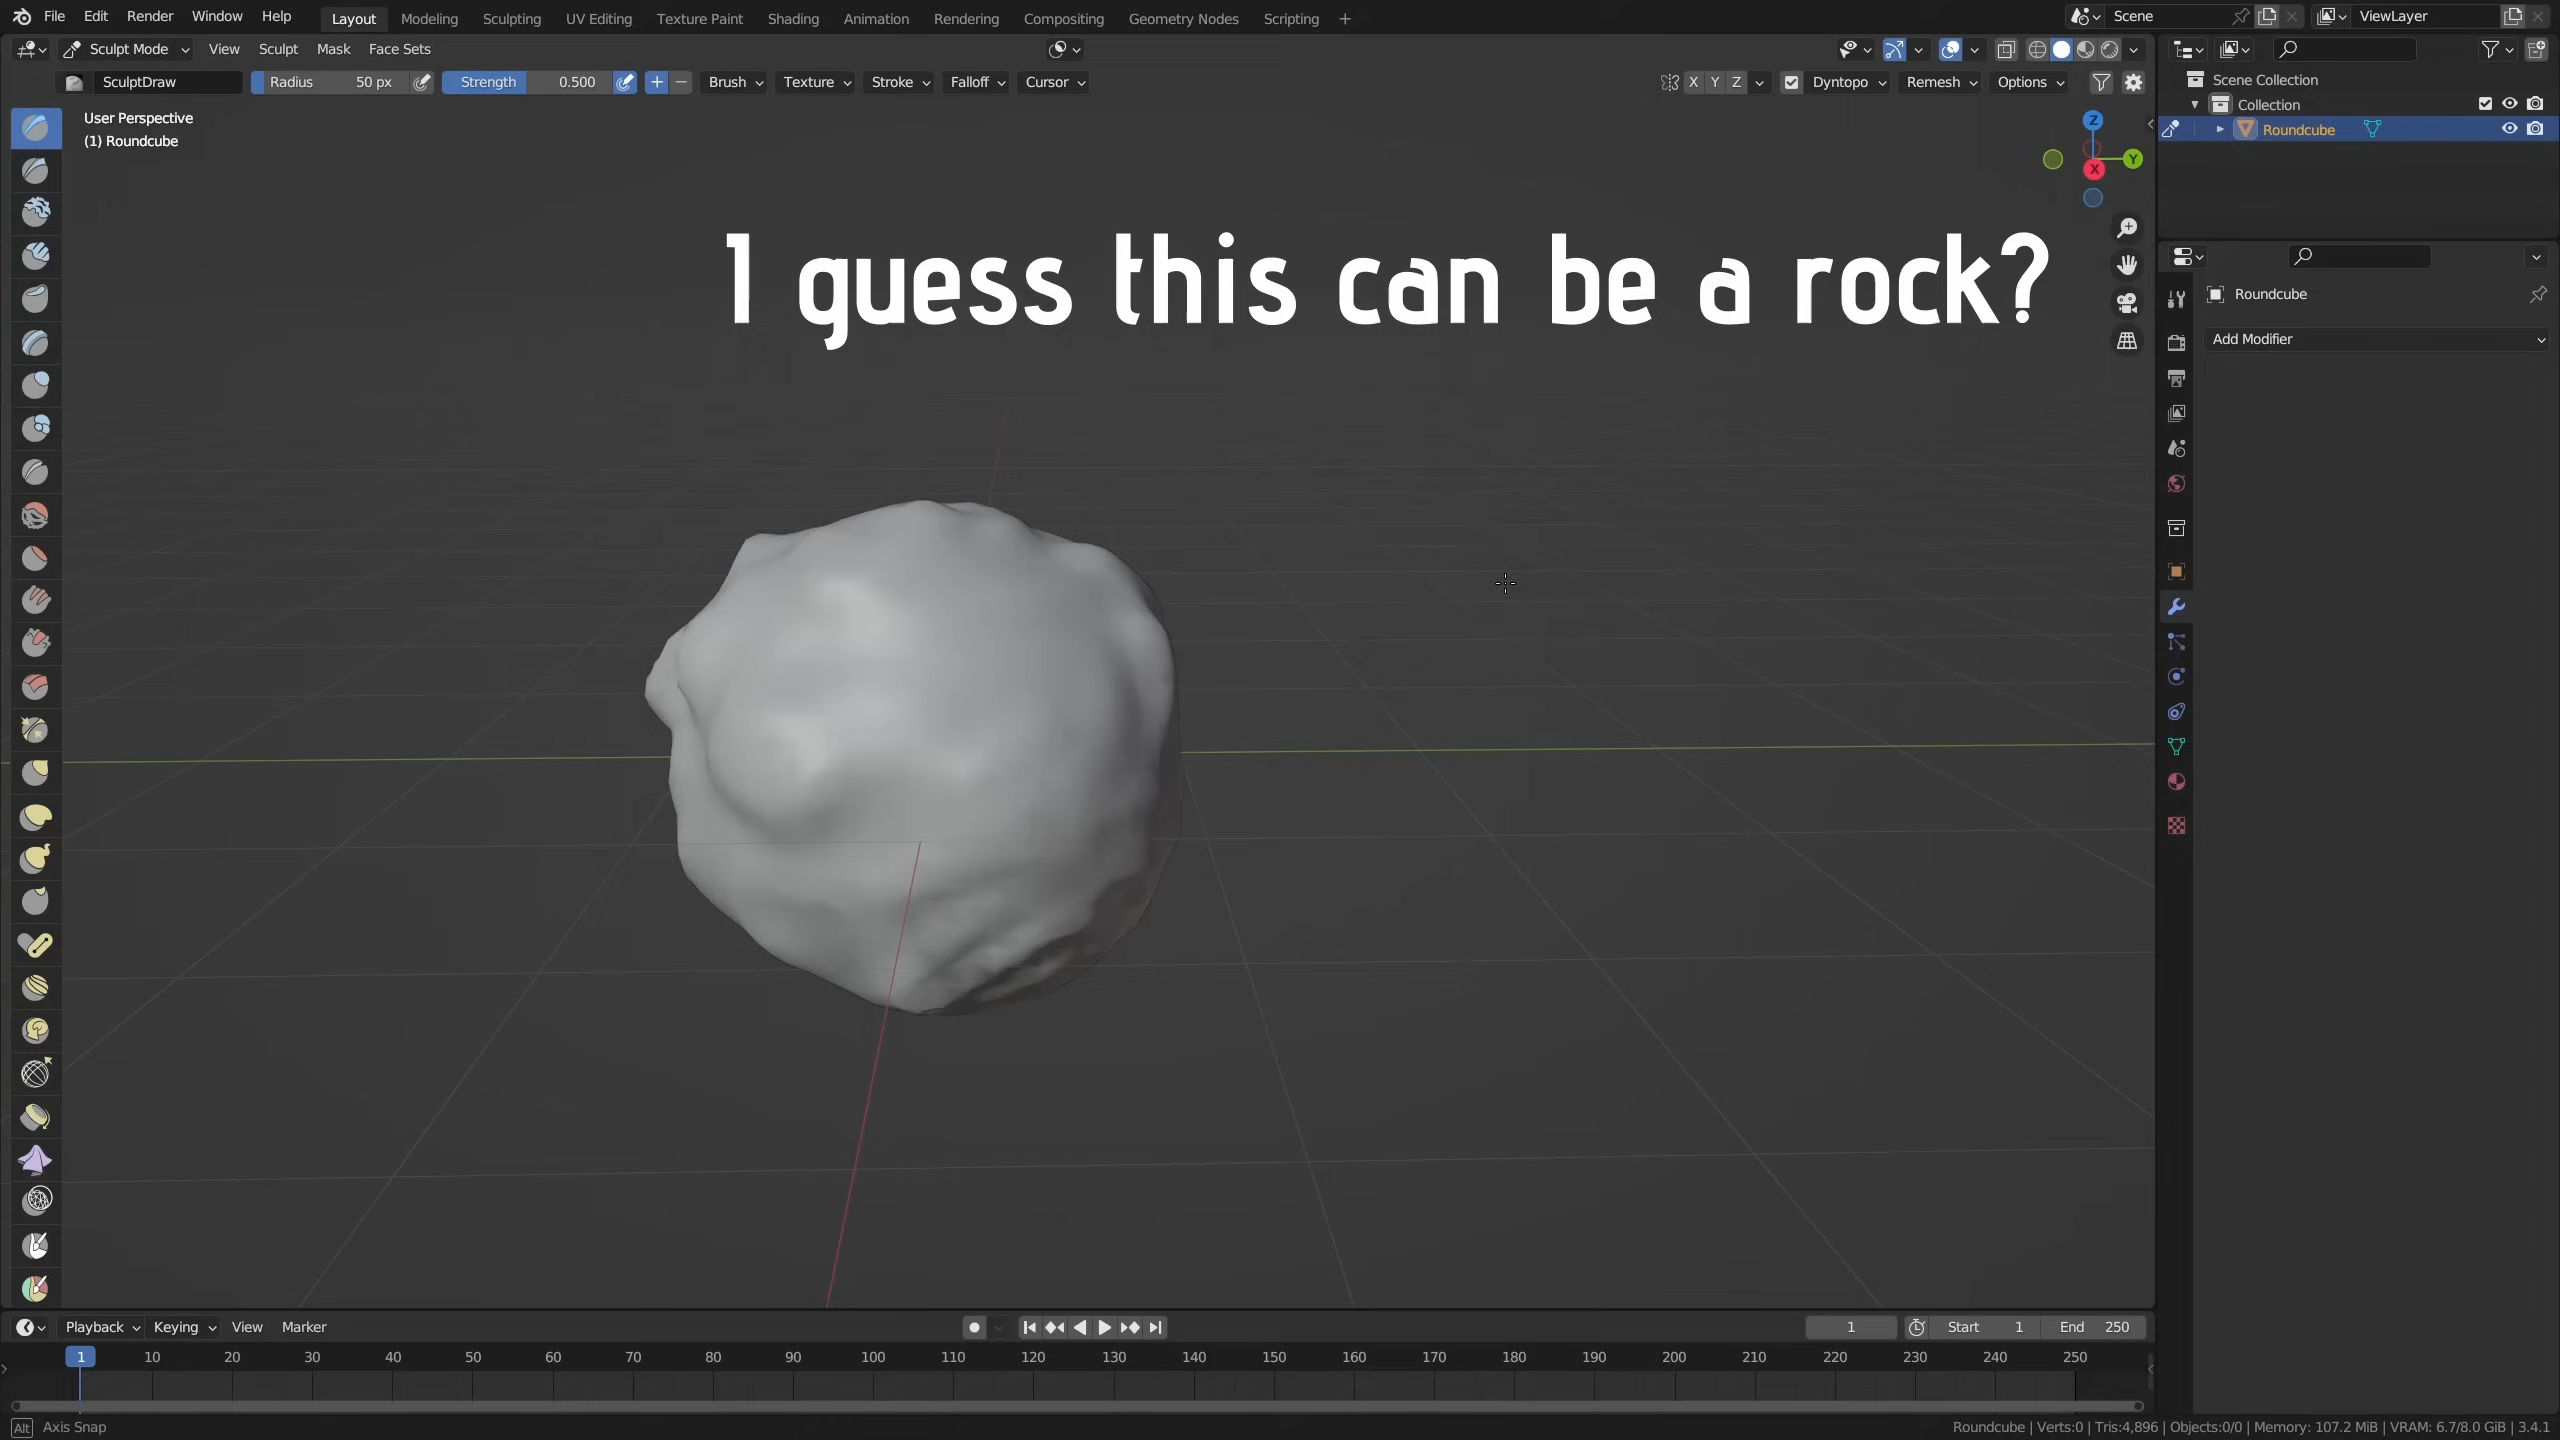 File Edit Render Window Help Layout Modeling Sculpting UV Editing Texture Paint Shading Animation Rendering Compositing Geometry Nodes Scripting + Scene ViewLayer
Sculpt Mode View Sculpt Mask Face Sets
SculptDraw Radius 50 px Strength 0.500 + − Brush Texture Stroke Falloff Cursor X Y Z Dyntopo Remesh Options
Scene Collection
Collection
Roundcube
User Perspective
(1) Roundcube
Z
Y
X
I guess this can be a rock?
Roundcube
Add Modifier
Playback Keying View Marker 1 Start 1 End 250
1 10 20 30 40 50 60 70 80 90 100 110 120 130 140 150 160 170 180 190 200 210 220 230 240 250
Alt Axis Snap Roundcube | Verts:0 | Tris:4,896 | Objects:0/0 | Memory: 107.2 MiB | VRAM: 6.7/8.0 GiB | 3.4.1